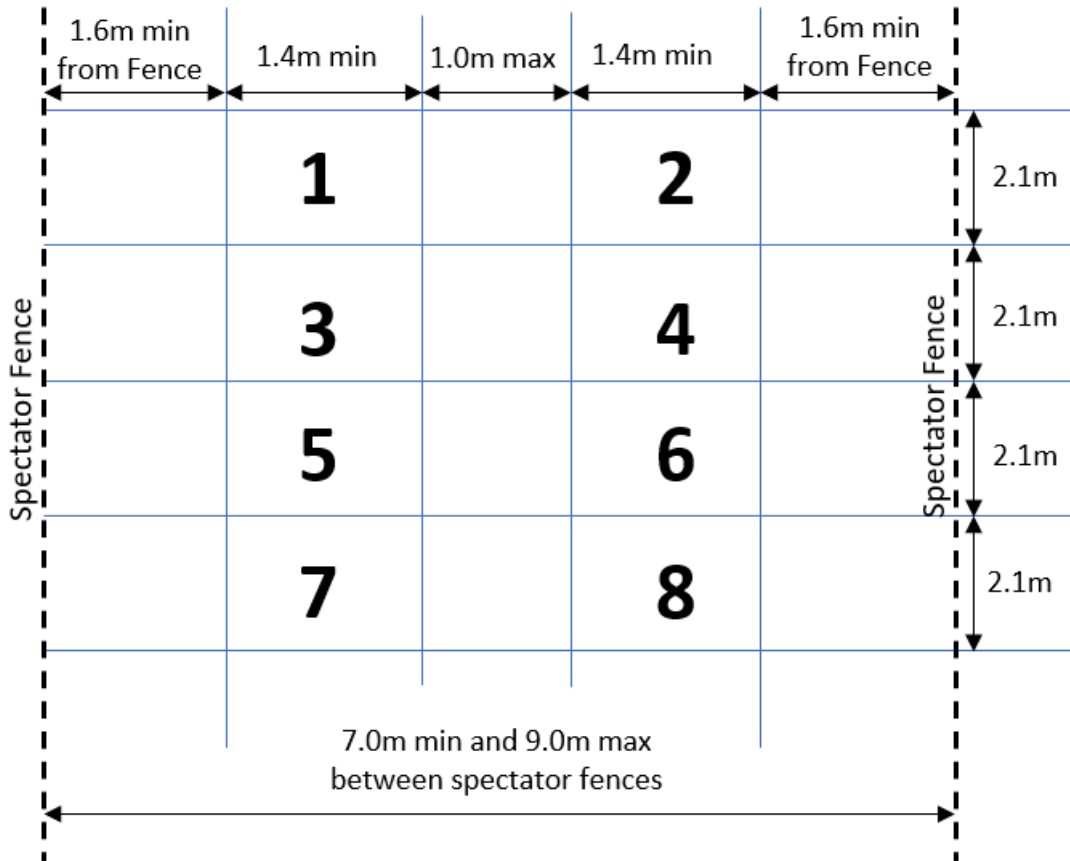 1.6m min
from Fence
1.4m min
1.0m max
1.4m min
1.6m min
from Fence
1
2
2.1m
3
4
2.1m
Spectator Fence
Spectator Fence
5
6
2.1m
7
8
2.1m
7.0m min and 9.0m max
between spectator fences